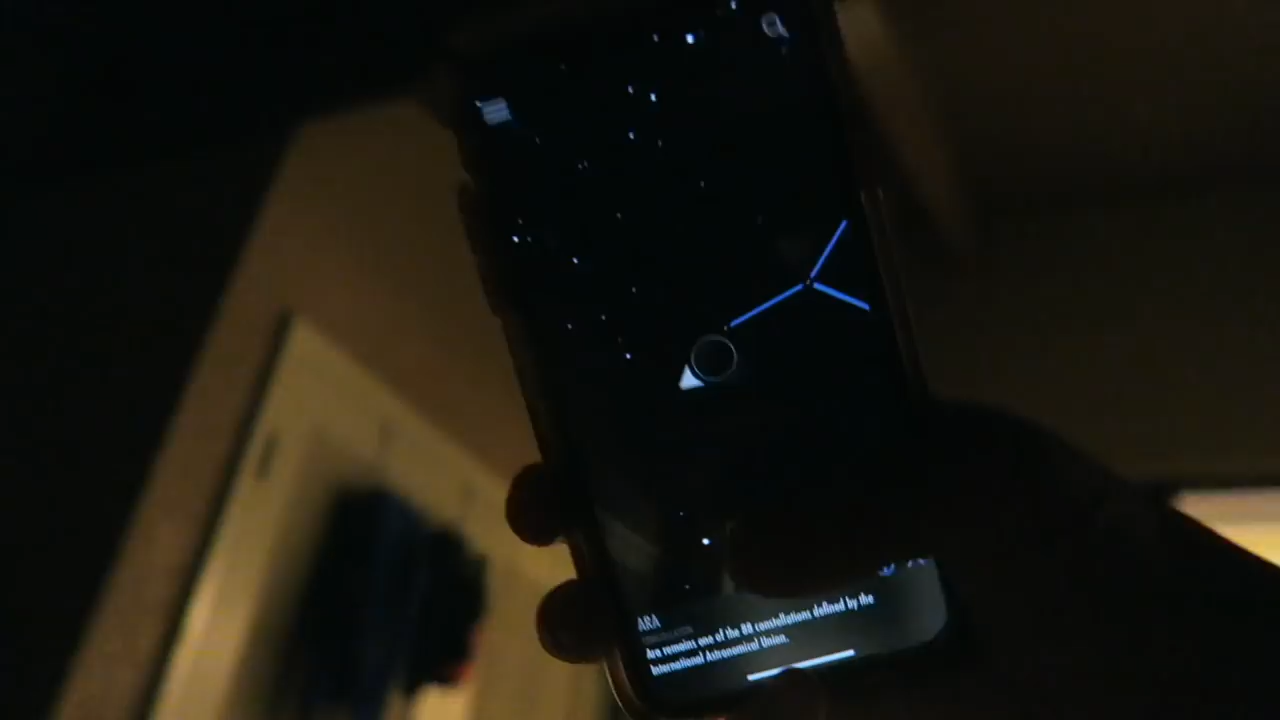 ARA
Ara remains one of the 88 constellations defined by the
International Astronomical Union.